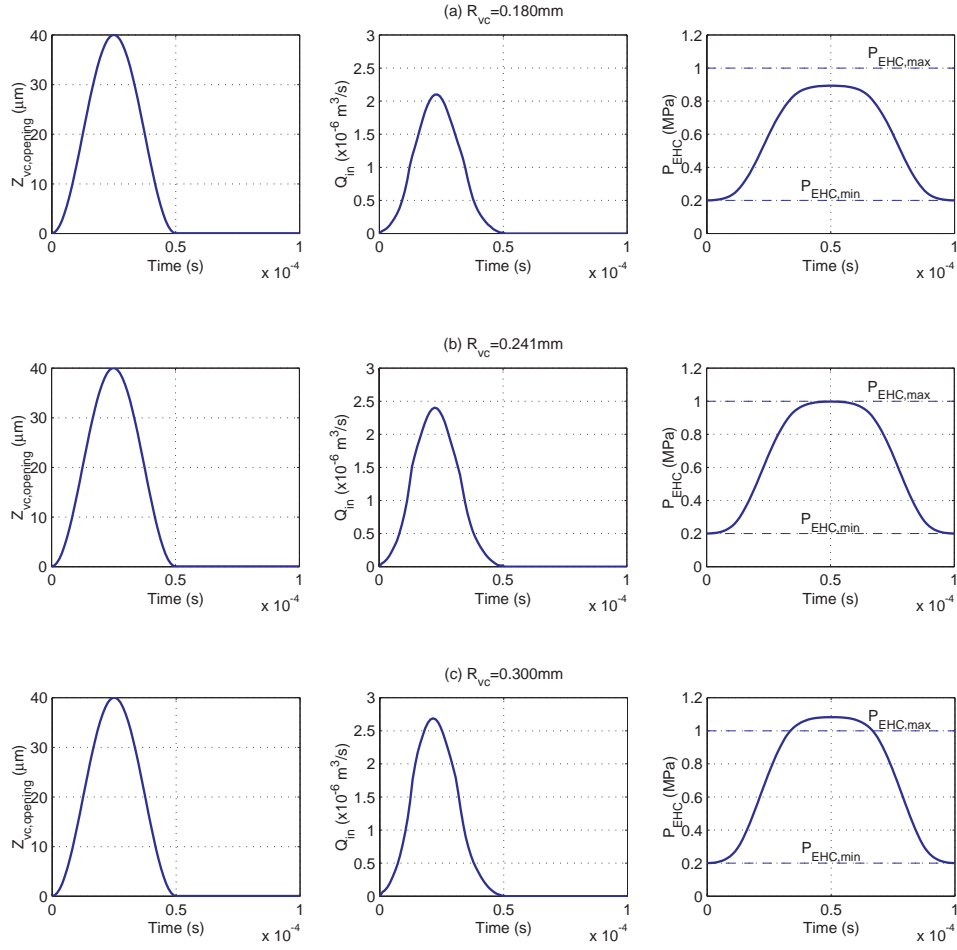 (a) R_vc=0.180mm
40
30
20
10
0
Z_vc,opening (μm)
0 0.5 1
Time (s)
x 10^-4
3
2.5
2
1.5
1
0.5
0
Q_in (x10^-6 m^3/s)
0 0.5 1
Time (s)
x 10^-4
1.2
1
0.8
0.6
0.4
0.2
0
P_EHC (MPa)
P_EHC,max
P_EHC,min
0 0.5 1
Time (s)
x 10^-4
(b) R_vc=0.241mm
40
30
20
10
0
Z_vc,opening (μm)
0 0.5 1
Time (s)
x 10^-4
3
2.5
2
1.5
1
0.5
0
Q_in (x10^-6 m^3/s)
0 0.5 1
Time (s)
x 10^-4
1.2
1
0.8
0.6
0.4
0.2
0
P_EHC (MPa)
P_EHC,max
P_EHC,min
0 0.5 1
Time (s)
x 10^-4
(c) R_vc=0.300mm
40
30
20
10
0
Z_vc,opening (μm)
0 0.5 1
Time (s)
x 10^-4
3
2.5
2
1.5
1
0.5
0
Q_in (x10^-6 m^3/s)
0 0.5 1
Time (s)
x 10^-4
1.2
1
0.8
0.6
0.4
0.2
0
P_EHC (MPa)
P_EHC,max
P_EHC,min
0 0.5 1
Time (s)
x 10^-4